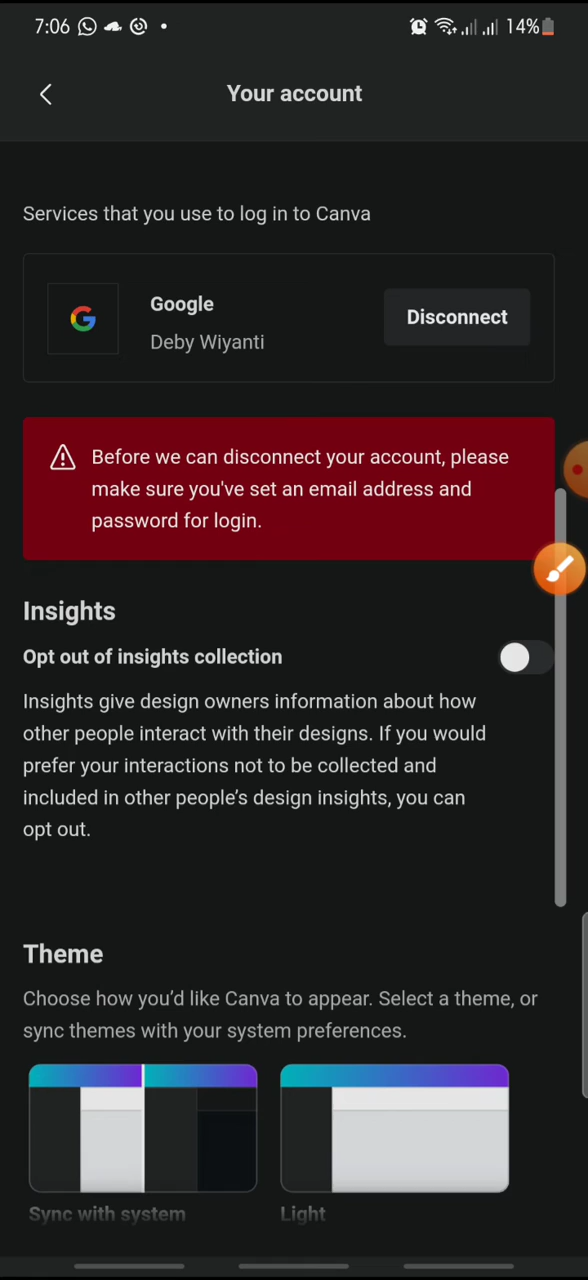 7:06
14%
Your account
Services that you use to log in to Canva
Google
Deby Wiyanti
Disconnect
Before we can disconnect your account, please
make sure you've set an email address and
password for login.
Insights
Opt out of insights collection
Insights give design owners information about how
other people interact with their designs. If you would
prefer your interactions not to be collected and
included in other people’s design insights, you can
opt out.
Theme
Choose how you’d like Canva to appear. Select a theme, or
sync themes with your system preferences.
Sync with system
Light